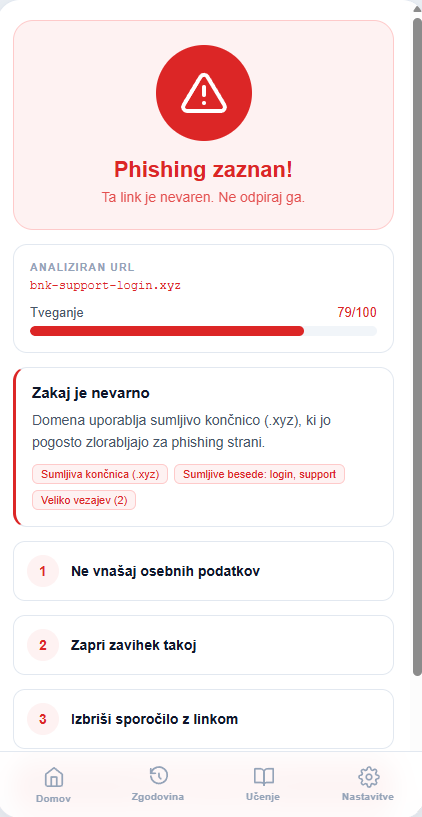 Phishing zaznan!
Ta link je nevaren. Ne odpiraj ga.
ANALIZIRAN URL
bnk-support-login.xyz
Tveganje 79/100
Zakaj je nevarno
Domena uporablja sumljivo končnico (.xyz), ki jo
pogosto zlorabljajo za phishing strani.
Sumljiva končnica (.xyz) Sumljive besede: login, support
Veliko vezajev (2)
1 Ne vnašaj osebnih podatkov
2 Zapri zavihek takoj
3 Izbriši sporočilo z linkom
Domov Zgodovina Učenje Nastavitve